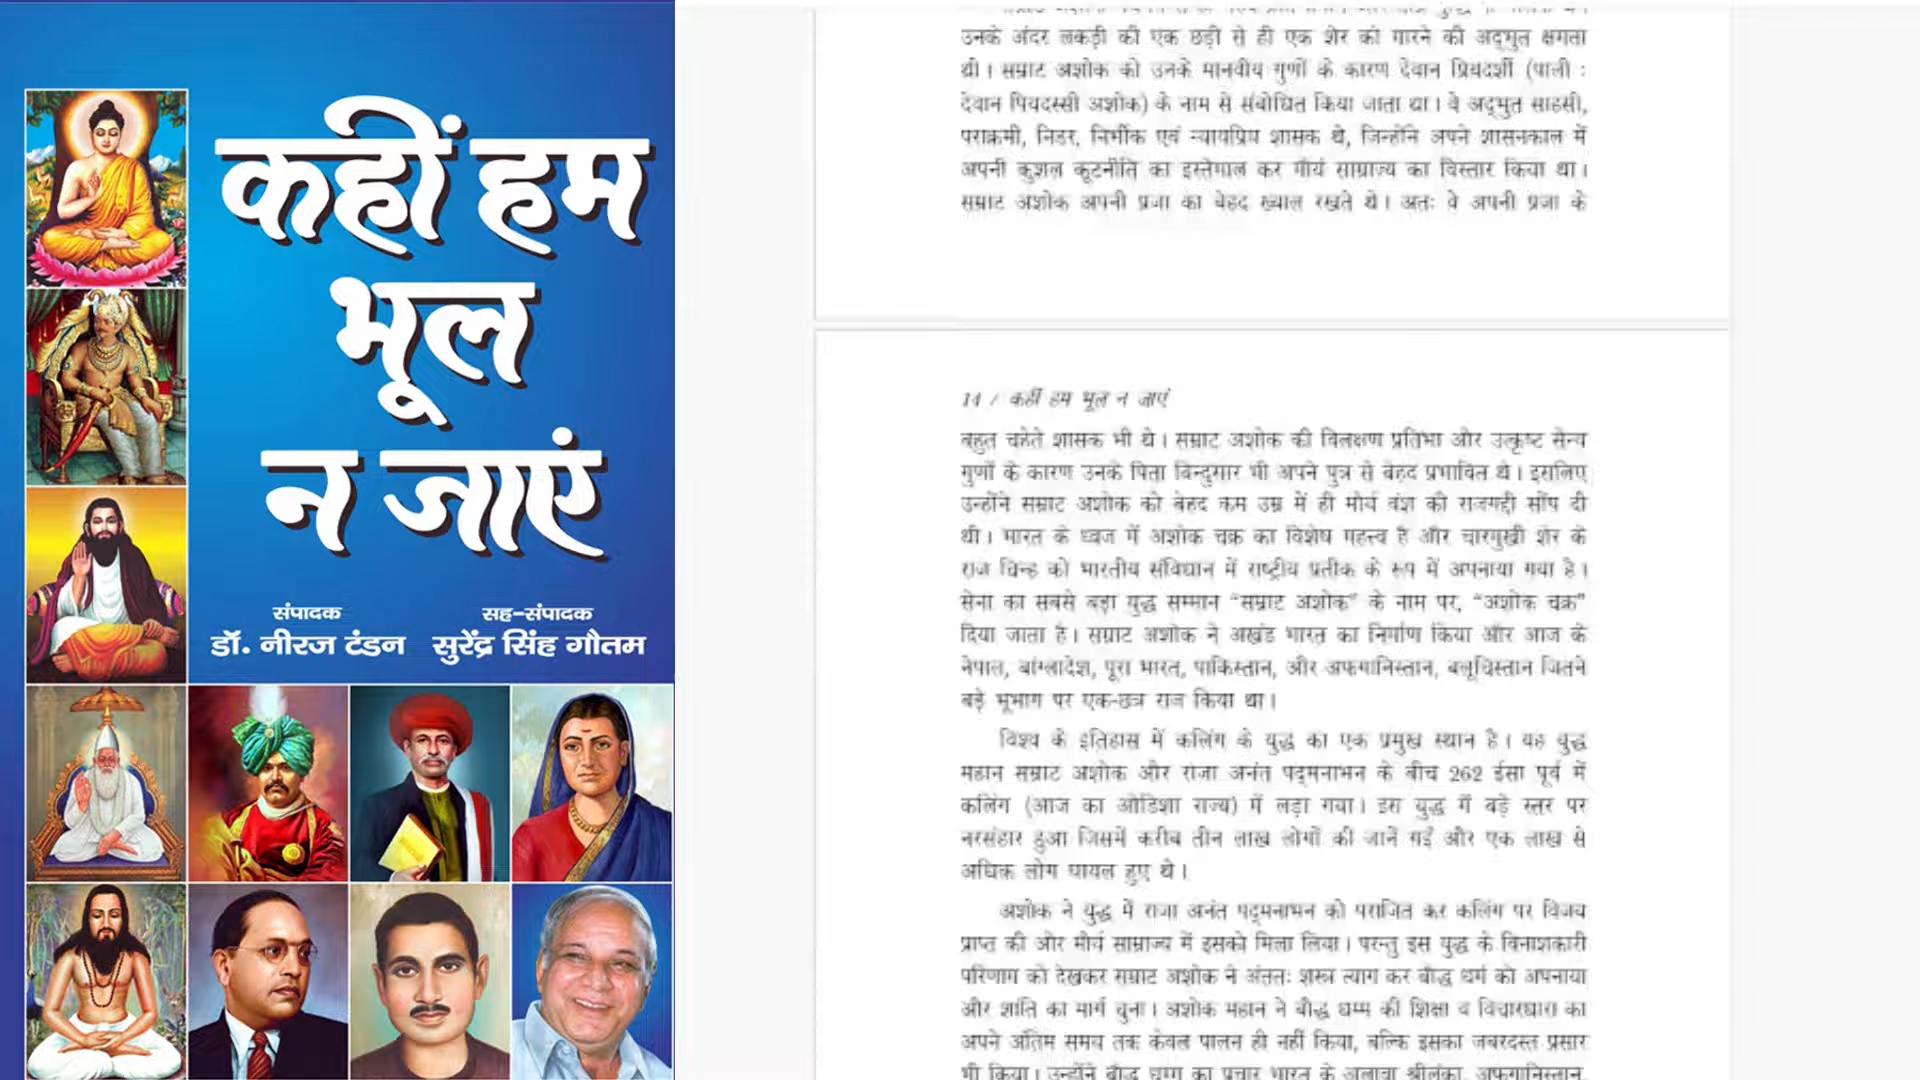 कहीं हम
भूल
न जाएं
संपादक
डॉ. नीरज टंडन
सह-संपादक
सुरेंद्र सिंह गौतम
उनके अंदर लकड़ी की एक छड़ी से ही एक शेर को मारने की अद्भुत क्षमता
थी। सम्राट अशोक को उनके मानवीय गुणों के कारण देवान प्रियदर्शी (पाली :
देवान पियदस्सी अशोक) के नाम से संबोधित किया जाता था। वे अद्भुत साहसी,
पराक्रमी, निडर, निर्भीक एवं न्यायप्रिय शासक थे, जिन्होंने अपने शासनकाल में
अपनी कुशल कूटनीति का इस्तेमाल कर मौर्य साम्राज्य का विस्तार किया था।
सम्राट अशोक अपनी प्रजा का बेहद ख्याल रखते थे। अतः वे अपनी प्रजा के
14 / कहीं हम भूल न जाएं
बहुत चहेते शासक भी थे। सम्राट अशोक की विलक्षण प्रतिभा और उत्कृष्ट सैन्य
गुणों के कारण उनके पिता बिन्दुसार भी अपने पुत्र से बेहद प्रभावित थे। इसलिए
उन्होंने सम्राट अशोक को बेहद कम उम्र में ही मौर्य वंश की राजगद्दी सौंप दी
थी। भारत के ध्वज में अशोक चक्र का विशेष महत्त्व है और चारमुखी शेर के
राज चिन्ह को भारतीय संविधान में राष्ट्रीय प्रतीक के रूप में अपनाया गया है।
सेना का सबसे बड़ा युद्ध सम्मान “सम्राट अशोक” के नाम पर, “अशोक चक्र”
दिया जाता है। सम्राट अशोक ने अखंड भारत का निर्माण किया और आज के
नेपाल, बांग्लादेश, पूरा भारत, पाकिस्तान, और अफगानिस्तान, बलूचिस्तान जितने
बड़े भूभाग पर एक-छत्र राज किया था।
विश्व के इतिहास में कलिंग के युद्ध का एक प्रमुख स्थान है। यह युद्ध
महान सम्राट अशोक और राजा अनंत पद्मनाभन के बीच 262 ईसा पूर्व में
कलिंग (आज का ओडिशा राज्य) में लड़ा गया। इस युद्ध में बड़े स्तर पर
नरसंहार हुआ जिसमें करीब तीन लाख लोगों की जानें गईं और एक लाख से
अधिक लोग घायल हुए थे।
अशोक ने युद्ध में राजा अनंत पद्मनाभन को पराजित कर कलिंग पर विजय
प्राप्त की और मौर्य साम्राज्य में इसको मिला लिया। परन्तु इस युद्ध के विनाशकारी
परिणाम को देखकर सम्राट अशोक ने अंततः शस्त्र त्याग कर बौद्ध धर्म को अपनाया
और शांति का मार्ग चुना। अशोक महान ने बौद्ध धम्म की शिक्षा व विचारधारा का
अपने अंतिम समय तक केवल पालन ही नहीं किया, बल्कि इसका जबरदस्त प्रसार
भी किया। उन्होंने बौद्ध धम्म का प्रचार भारत के अलावा श्रीलंका, अफगानिस्तान,